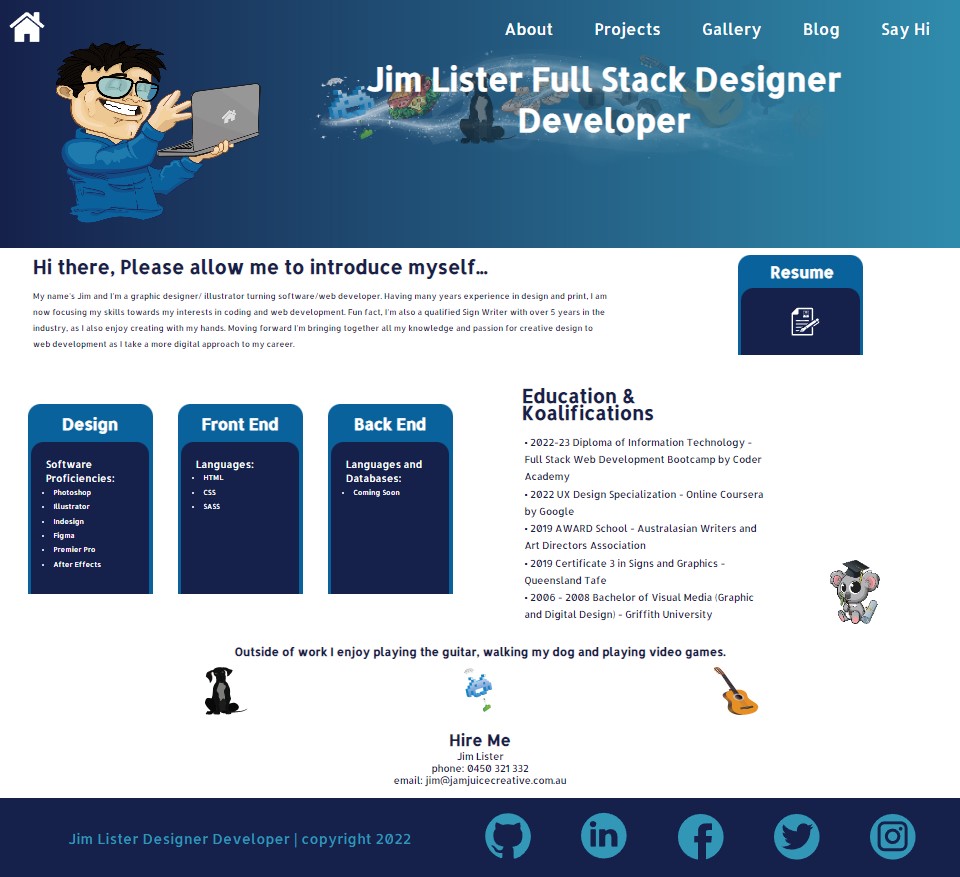 About Projects Gallery Blog Say Hi
Jim Lister Full Stack Designer
Developer
Hi there, Please allow me to introduce myself...
My name's Jim and I'm a graphic designer/ illustrator turning software/web developer. Having many years experience in design and print, I am
now focusing my skills towards my interests in coding and web development. Fun fact, I'm also a qualified Sign Writer with over 5 years in the
industry, as I also enjoy creating with my hands. Moving forward I'm bringing together all my knowledge and passion for creative design to
web development as I take a more digital approach to my career.
Resume
Design
Software
Proficiencies:
• Photoshop
• Illustrator
• Indesign
• Figma
• Premier Pro
• After Effects
Front End
Languages:
• HTML
• CSS
• SASS
Back End
Languages and
Databases:
• Coming Soon
Education &
Koalifications
• 2022-23 Diploma of Information Technology -
Full Stack Web Development Bootcamp by Coder
Academy
• 2022 UX Design Specialization - Online Coursera
by Google
• 2019 AWARD School - Australasian Writers and
Art Directors Association
• 2019 Certificate 3 in Signs and Graphics -
Queensland Tafe
• 2006 - 2008 Bachelor of Visual Media (Graphic
and Digital Design) - Griffith University
Outside of work I enjoy playing the guitar, walking my dog and playing video games.
Hire Me
Jim Lister
phone: 0450 321 332
email: jim@jamjuicecreative.com.au
Jim Lister Designer Developer | copyright 2022